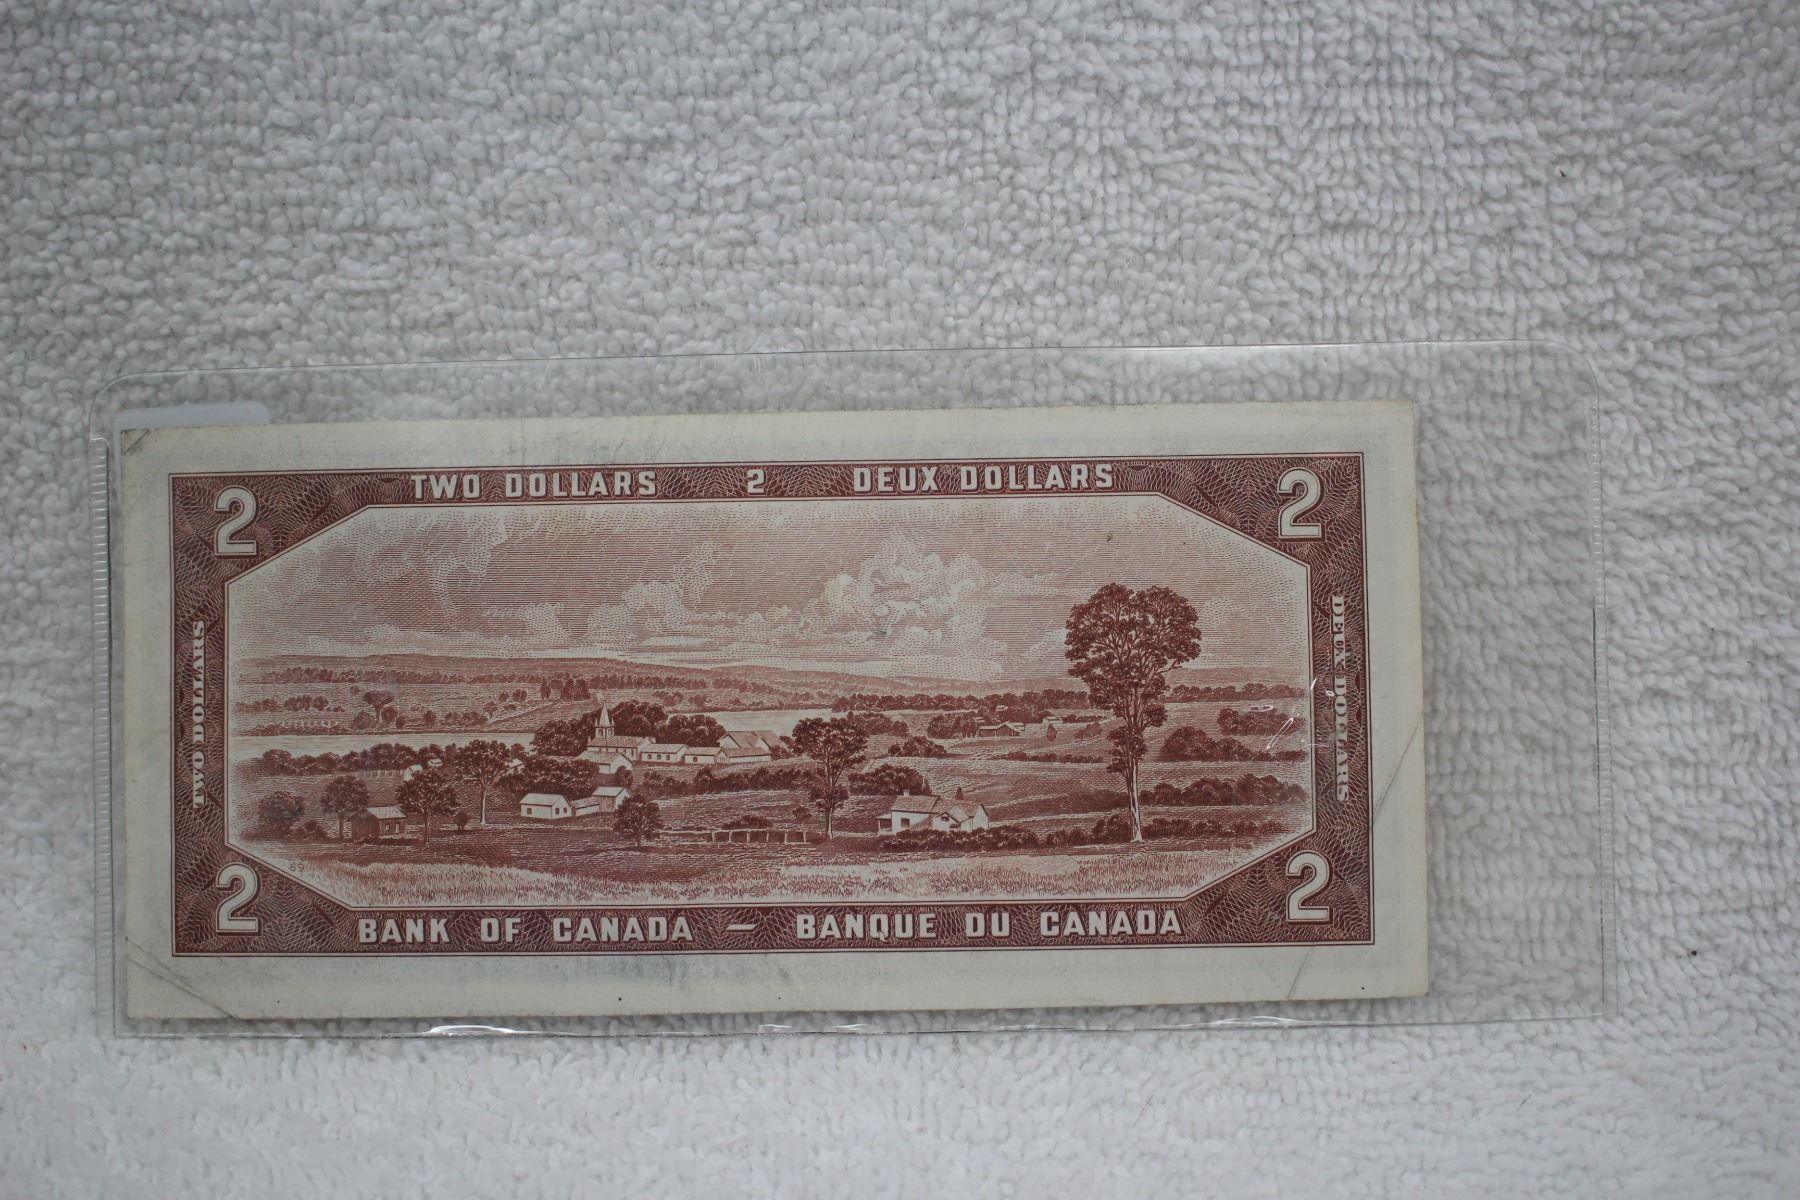 TWO DOLLARS 2 DEUX DOLLARS
2 2
TWO DOLLARS
DEUX DOLLARS
69
2 2
BANK OF CANADA — BANQUE DU CANADA